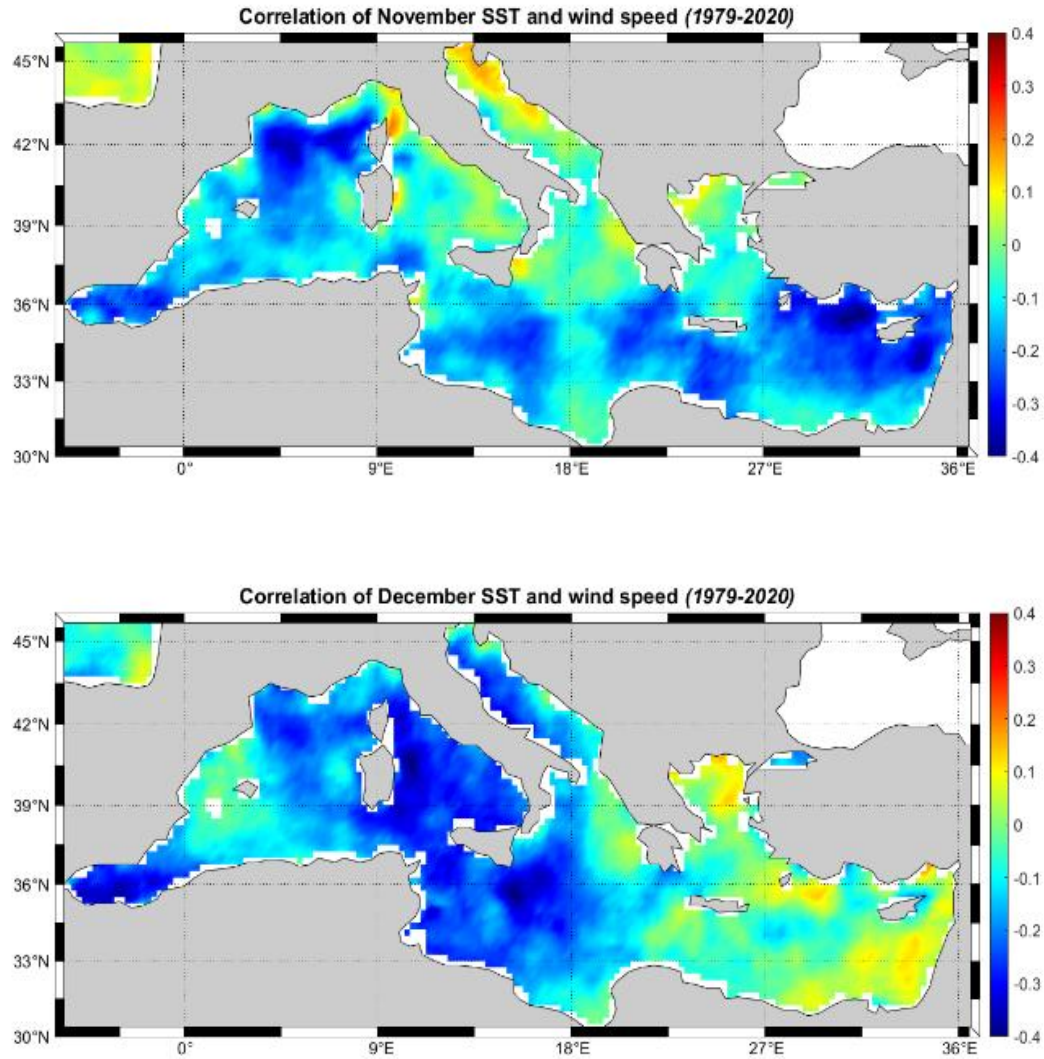 Correlation of November SST and wind speed (1979-2020)
45°N
42°N
39°N
36°N
33°N
30°N
0°
9°E
18°E
27°E
36°E
0.4
0.3
0.2
0.1
0
-0.1
-0.2
-0.3
-0.4
Correlation of December SST and wind speed (1979-2020)
45°N
42°N
39°N
36°N
33°N
30°N
0°
9°E
18°E
27°E
36°E
0.4
0.3
0.2
0.1
0
-0.1
-0.2
-0.3
-0.4